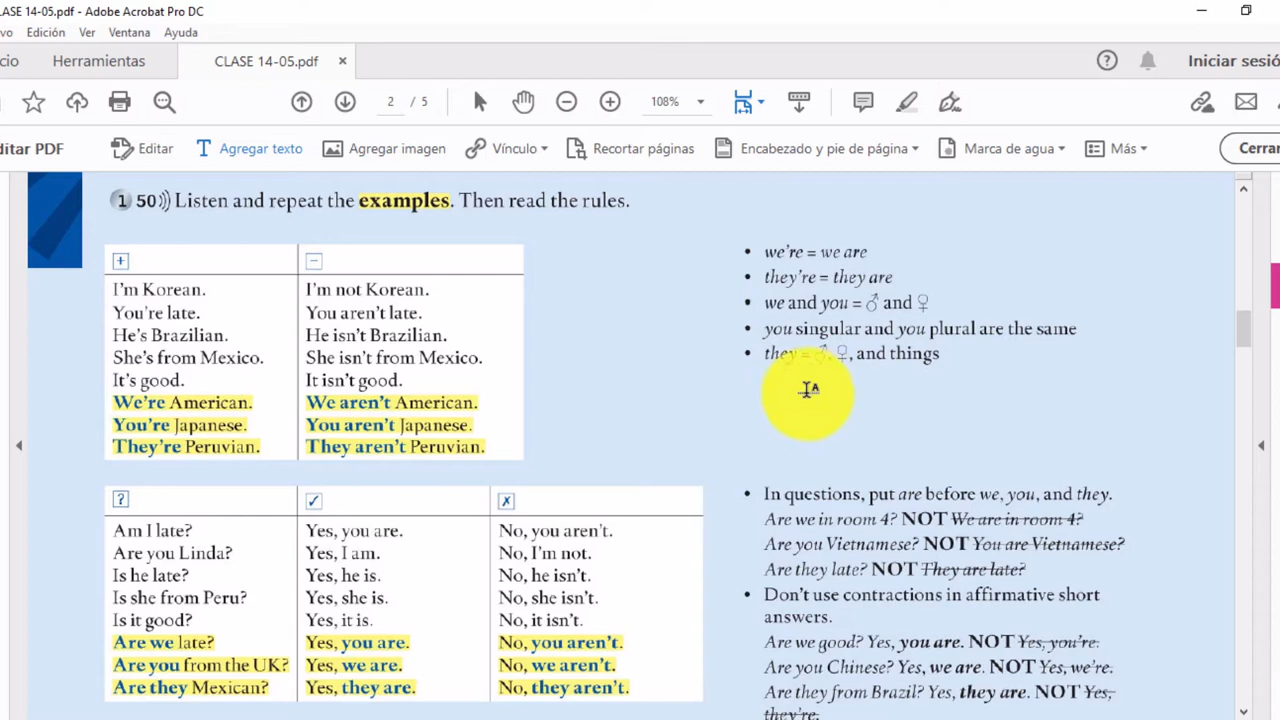 CLASE 14-05.pdf - Adobe Acrobat Pro DC
vo Edición Ver Ventana Ayuda
cio Herramientas CLASE 14-05.pdf × Iniciar sesió
2 / 5 108%
ditar PDF Editar Agregar texto Agregar imagen Vínculo Recortar páginas Encabezado y pie de página Marca de agua Más Cerrar
1 50 Listen and repeat the examples. Then read the rules.
+ −
I'm Korean. I'm not Korean.
You're late. You aren't late.
He's Brazilian. He isn't Brazilian.
She's from Mexico. She isn't from Mexico.
It's good. It isn't good.
We're American. We aren't American.
You're Japanese. You aren't Japanese.
They're Peruvian. They aren't Peruvian.
• we're = we are
• they're = they are
• we and you = ♂ and ♀
• you singular and you plural are the same
• they = ♂, ♀, and things
? ✓ ✗
Am I late? Yes, you are. No, you aren't.
Are you Linda? Yes, I am. No, I'm not.
Is he late? Yes, he is. No, he isn't.
Is she from Peru? Yes, she is. No, she isn't.
Is it good? Yes, it is. No, it isn't.
Are we late? Yes, you are. No, you aren't.
Are you from the UK? Yes, we are. No, we aren't.
Are they Mexican? Yes, they are. No, they aren't.
• In questions, put are before we, you, and they.
Are we in room 4? NOT We are in room 4?
Are you Vietnamese? NOT You are Vietnamese?
Are they late? NOT They are late?
• Don't use contractions in affirmative short
answers.
Are we good? Yes, you are. NOT Yes, you're.
Are you Chinese? Yes, we are. NOT Yes, we're.
Are they from Brazil? Yes, they are. NOT Yes,
they're.